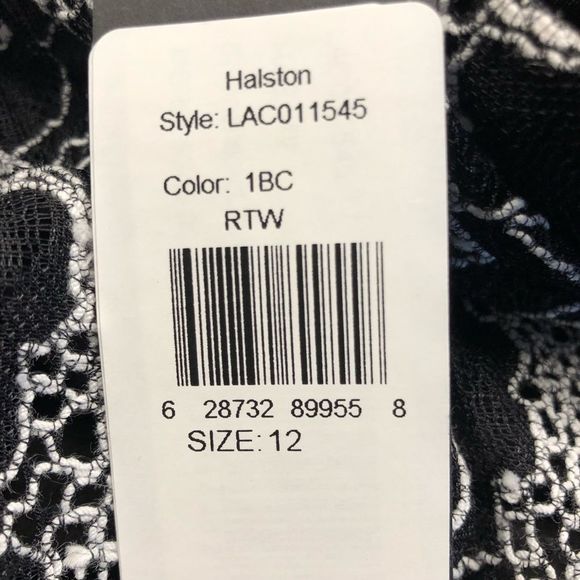 Halston
Style: LAC011545
Color: 1BC
RTW
6 28732 89955 8
SIZE: 12